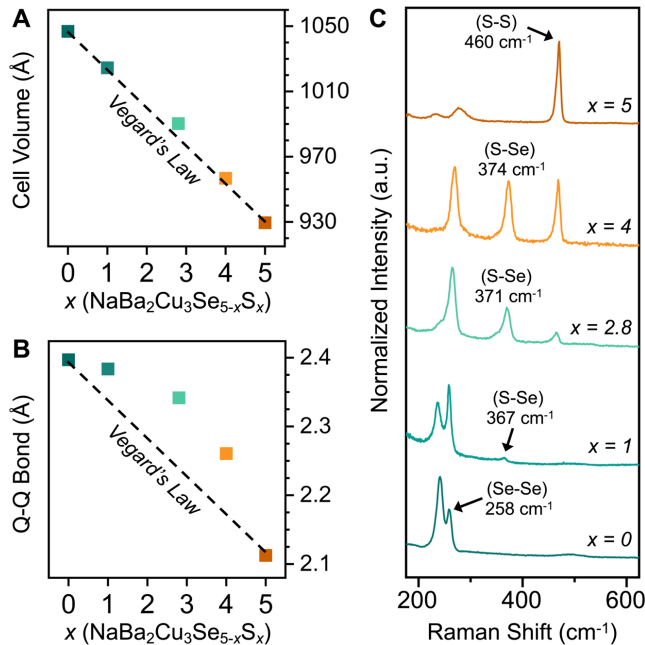 A
Cell Volume (Å)
1050
1010
970
930
Vegard's Law
0 1 2 3 4 5
x (NaBa₂Cu₃Se₅₋ₓSₓ)
B
Q-Q Bond (Å)
2.4
2.3
2.2
2.1
Vegard's Law
0 1 2 3 4 5
x (NaBa₂Cu₃Se₅₋ₓSₓ)
C
Normalized Intensity (a.u.)
(S-S)
460 cm⁻¹
x = 5
(S-Se)
374 cm⁻¹
x = 4
(S-Se)
371 cm⁻¹
x = 2.8
(S-Se)
367 cm⁻¹
x = 1
(Se-Se)
258 cm⁻¹
x = 0
200 400 600
Raman Shift (cm⁻¹)